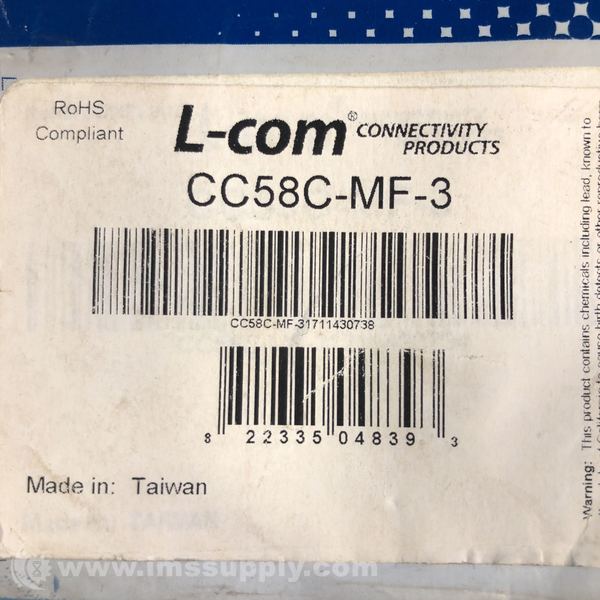 RoHS
Compliant
L-com® CONNECTIVITY
PRODUCTS
CC58C-MF-3
CC58C-MF-31711430738
8 22335 04839 3
Made in: Taiwan
Warning: This product contains chemicals including lead, known to
© www.imssupply.com